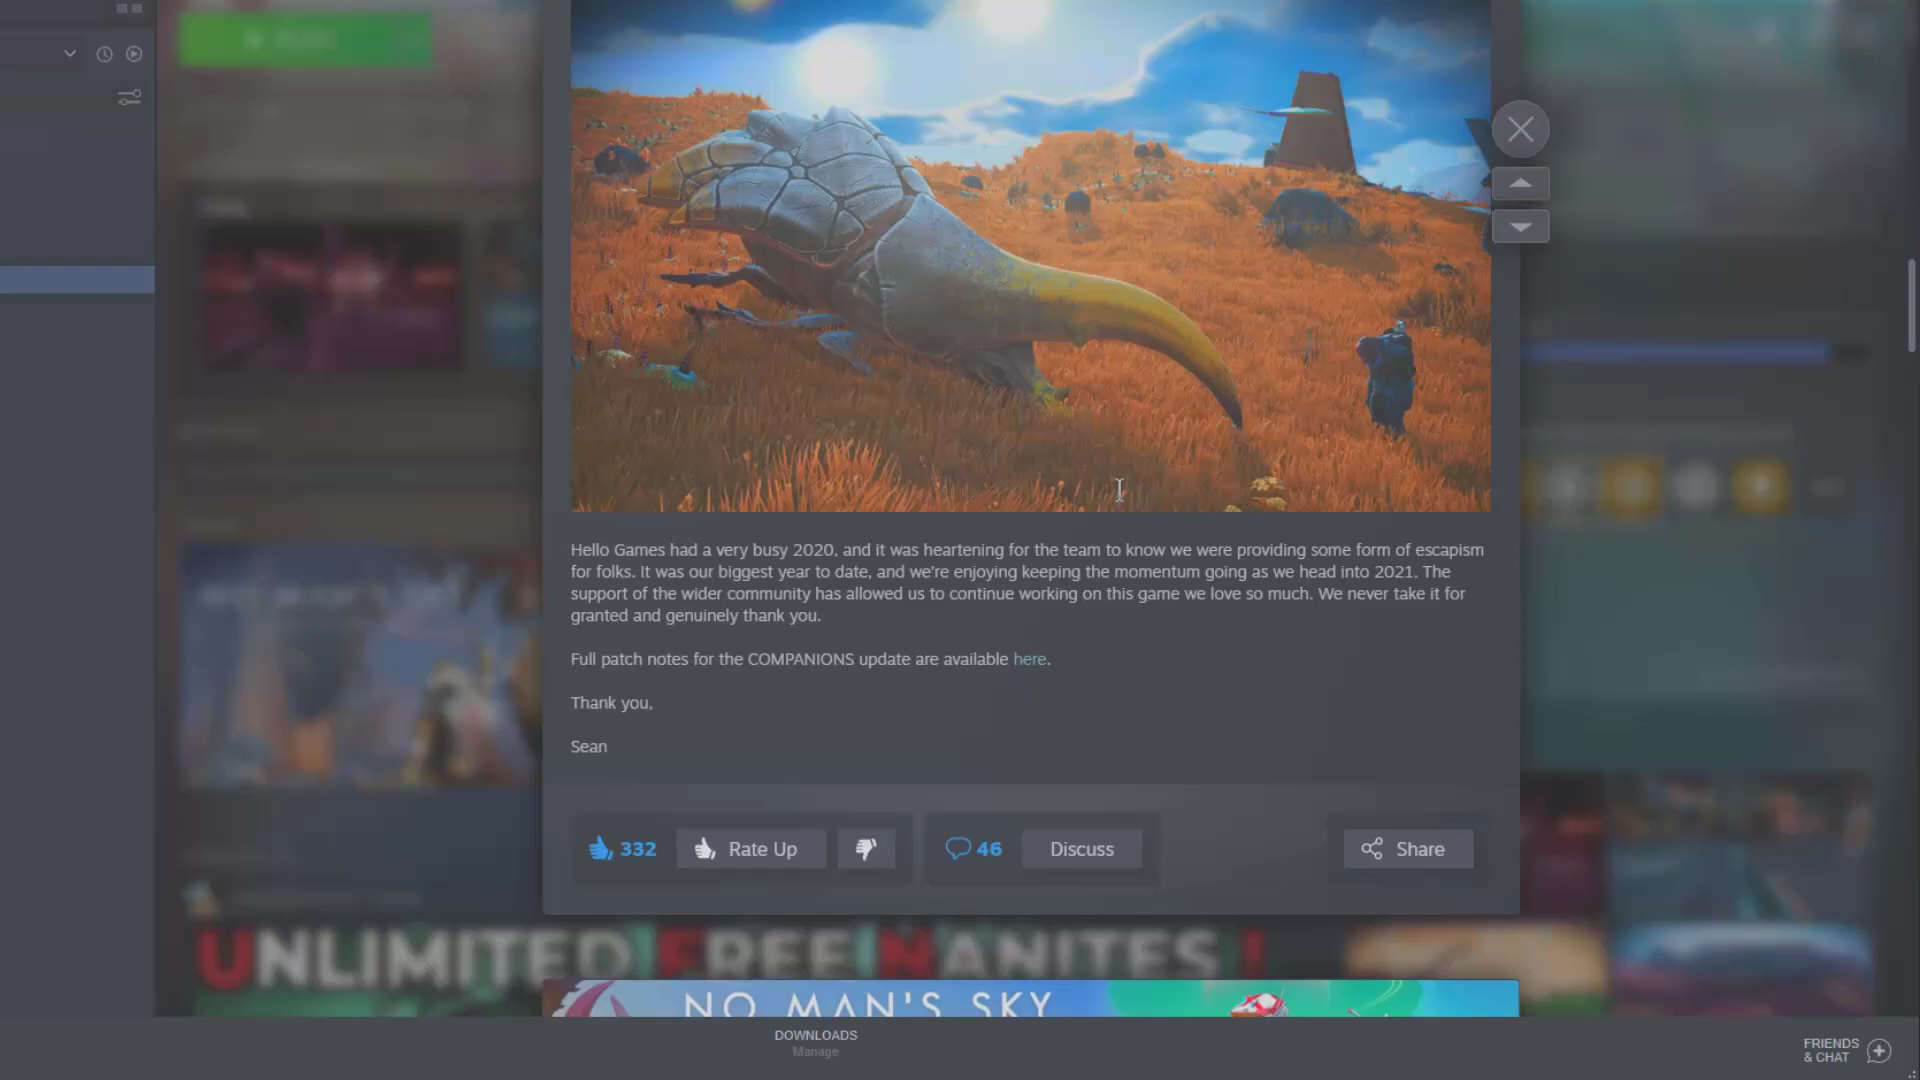 Hello Games had a very busy 2020, and it was heartening for the team to know we were providing some form of escapism
for folks. It was our biggest year to date, and we're enjoying keeping the momentum going as we head into 2021. The
support of the wider community has allowed us to continue working on this game we love so much. We never take it for
granted and genuinely thank you.
Full patch notes for the COMPANIONS update are available here.
Thank you,
Sean
332 Rate Up 46 Discuss Share
UNLIMITED FREE NANITES !
NO MAN'S SKY
DOWNLOADS
Manage
FRIENDS
& CHAT